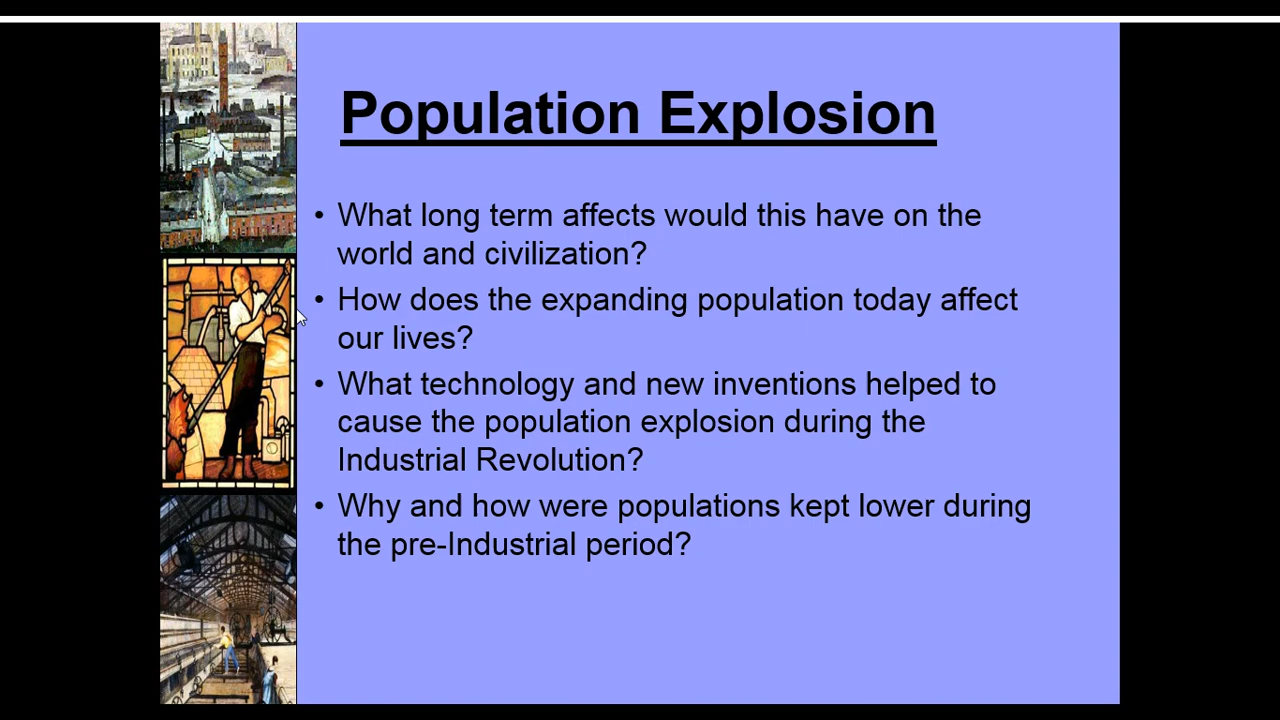 Population Explosion
• What long term affects would this have on the
world and civilization?
• How does the expanding population today affect
our lives?
• What technology and new inventions helped to
cause the population explosion during the
Industrial Revolution?
• Why and how were populations kept lower during
the pre-Industrial period?